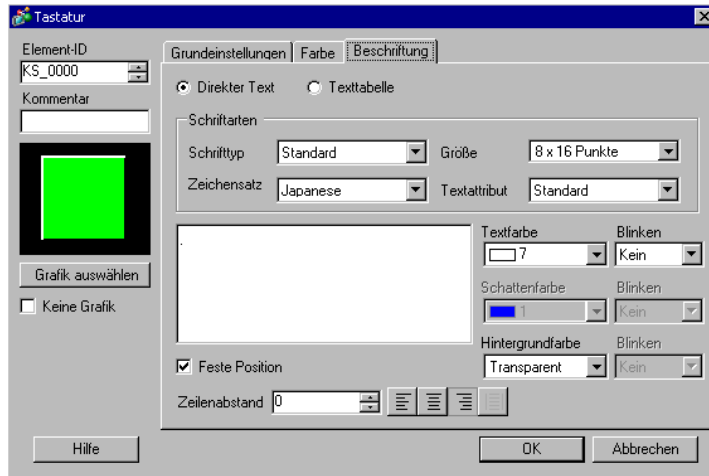 Tastatur
Element-ID
KS_0000
Kommentar
Grafik auswählen
Keine Grafik
Grundeinstellungen Farbe Beschriftung
Direkter Text Texttabelle
Schriftarten
Schrifttyp Standard Größe 8 x 16 Punkte
Zeichensatz Japanese Textattribut Standard
.
Textfarbe Blinken
7 Kein
Schattenfarbe Blinken
1 Kein
Hintergrundfarbe Blinken
Transparent Kein
Feste Position
Zeilenabstand 0
Hilfe OK Abbrechen